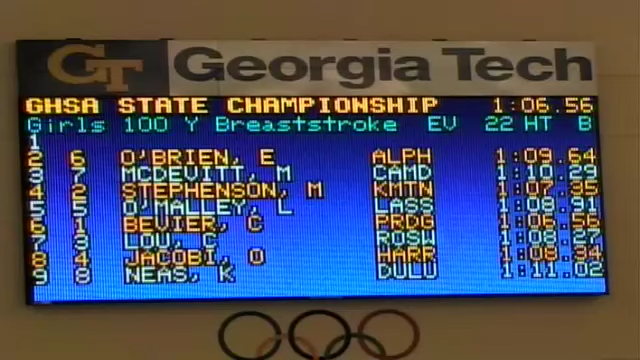 GT Georgia Tech
GHSA STATE CHAMPIONSHIP 1:06.56
Girls 100 Y Breaststroke EV 22 HT B
1
2 6 O'BRIEN, E ALPH 1:09.64
3 7 MCDEVITT, M CAMD 1:10.29
4 2 STEPHENSON, M KMTN 1:07.35
5 5 O'MALLEY, L LASS 1:08.91
6 1 BEVIER, C PRDG 1:06.56
7 3 LOU, C ROSW 1:08.27
8 4 JACOBI, O HARR 1:08.34
9 8 NEAS, K DULU 1:11.02